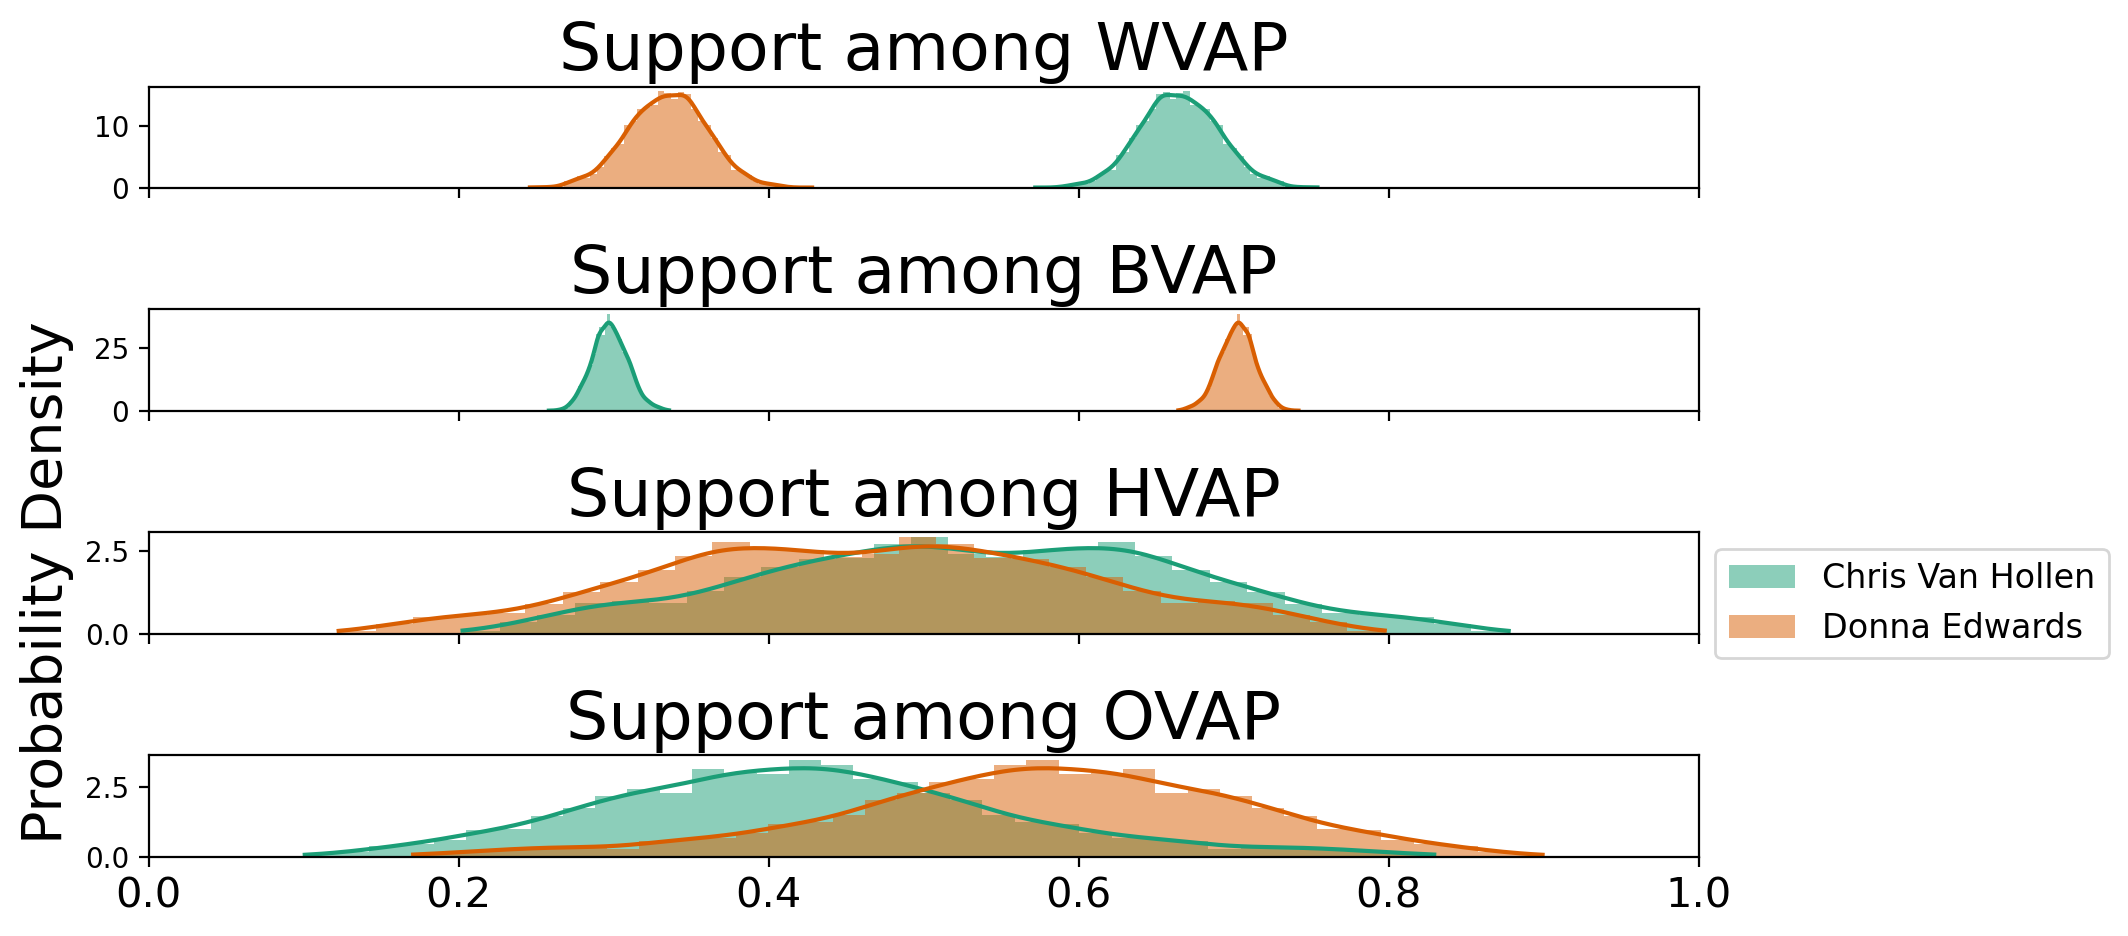 Support among WVAP
10
0
Support among BVAP
25
0
Probability Density
Support among HVAP
2.5
0.0
Chris Van Hollen
Donna Edwards
Support among OVAP
2.5
0.0
0.0 0.2 0.4 0.6 0.8 1.0